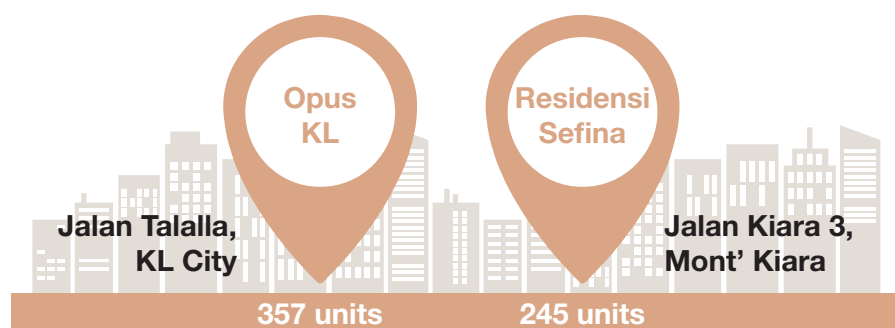 Opus
KL
Residensi
Sefina
Jalan Talalla,
KL City
Jalan Kiara 3,
Mont’ Kiara
357 units
245 units